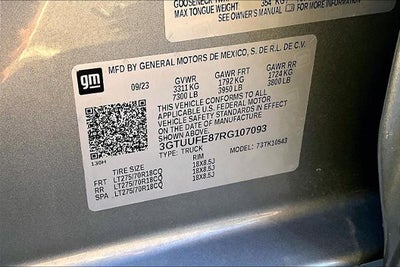 GOOSENECK
MAX TONGUE WEIGHT 354 K
SEE OWNER'S MANUAL
MORE INFORMATION
gm
MFD BY GENERAL MOTORS DE MEXICO, S. DE R.L. DE C.V.
09/23 GVWR GAWR FRT GAWR RR
3311 KG 1792 KG 1724 KG
7300 LB 3950 LB 3800 LB
THIS VEHICLE CONFORMS TO ALL
APPLICABLE U.S. FEDERAL MOTOR
VEHICLE SAFETY STANDARDS IN
EFFECT ON THE DATE OF
MANUFACTURE SHOWN ABOVE.
3GTUUFE87RG107093
TYPE: TRUCK MODEL: 73TK10543
TIRE SIZE RIM
FRT LT275/70R18CQ 18X8.5J
RR LT275/70R18CQ 18X8.5J
SPA LT275/70R18CQ 18X8.5J